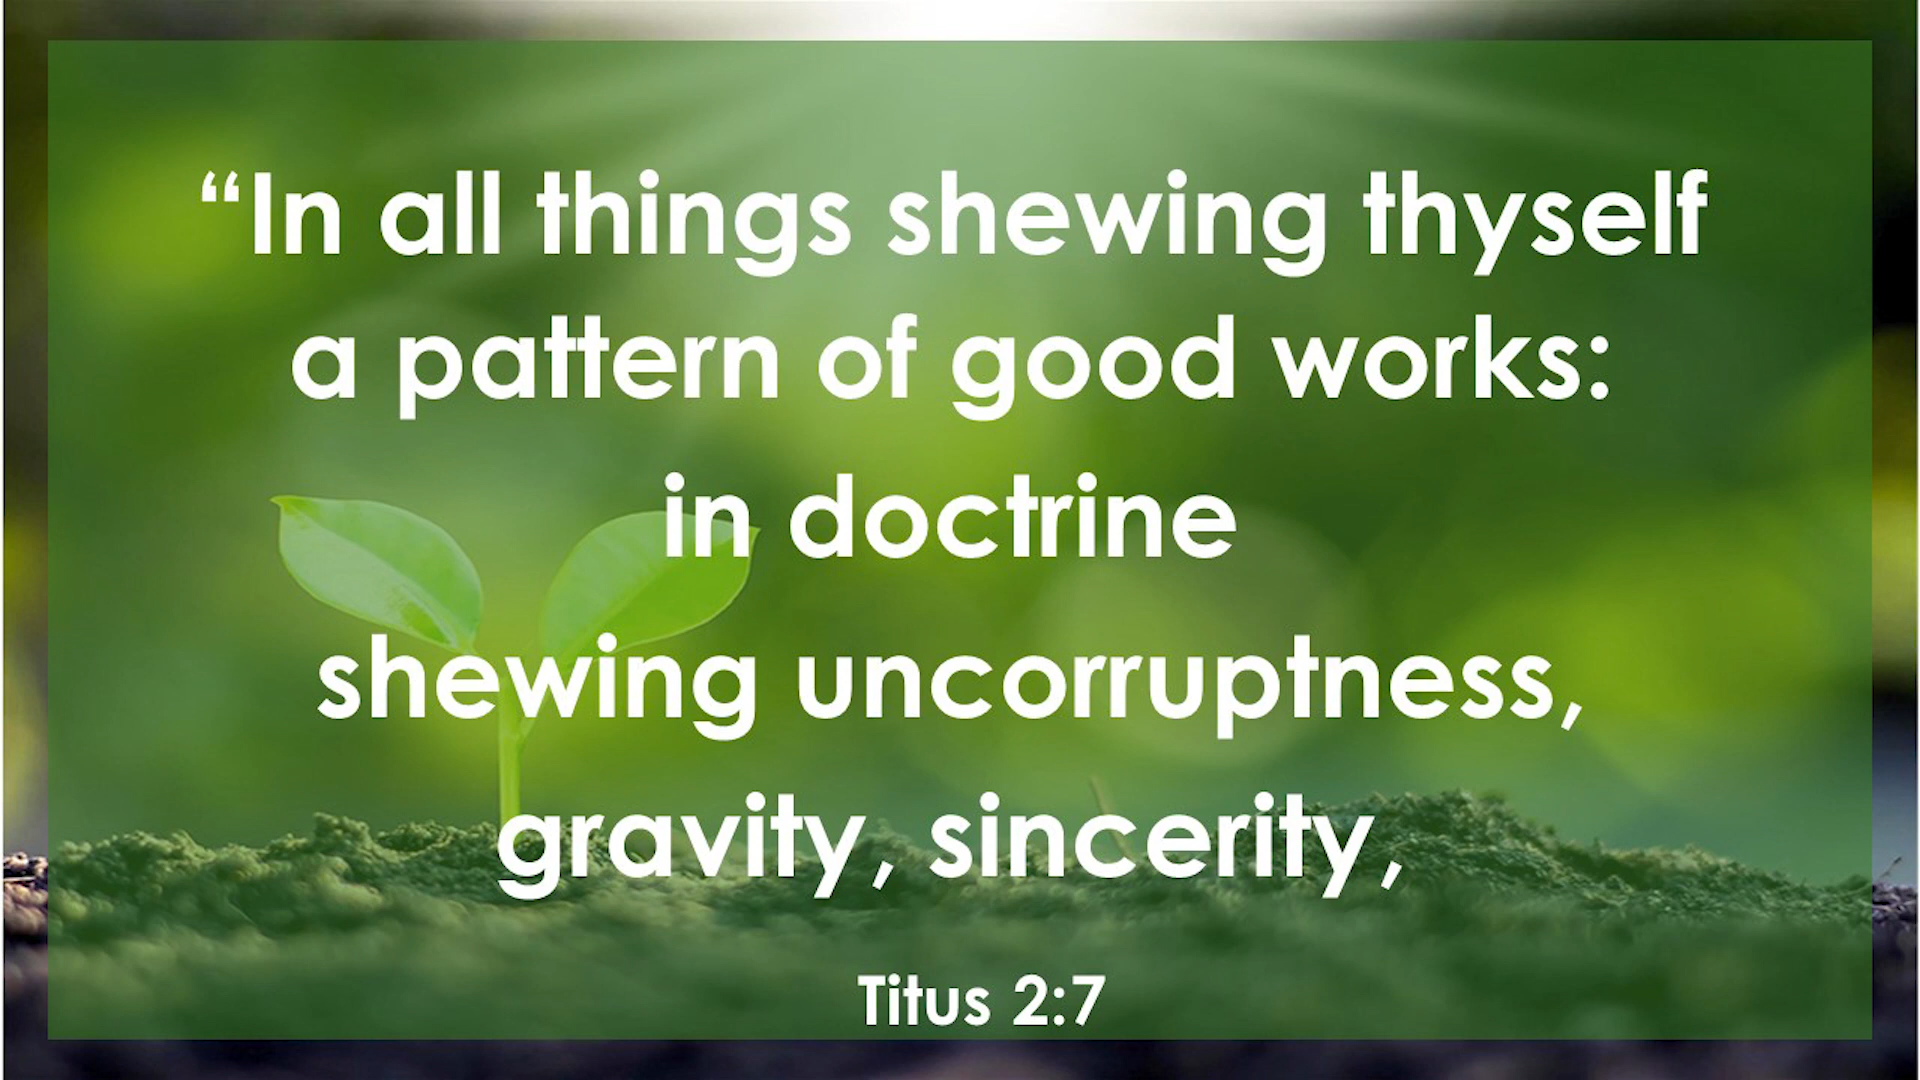 “In all things shewing thyself
a pattern of good works:
in doctrine
shewing uncorruptness,
gravity, sincerity,
Titus 2:7